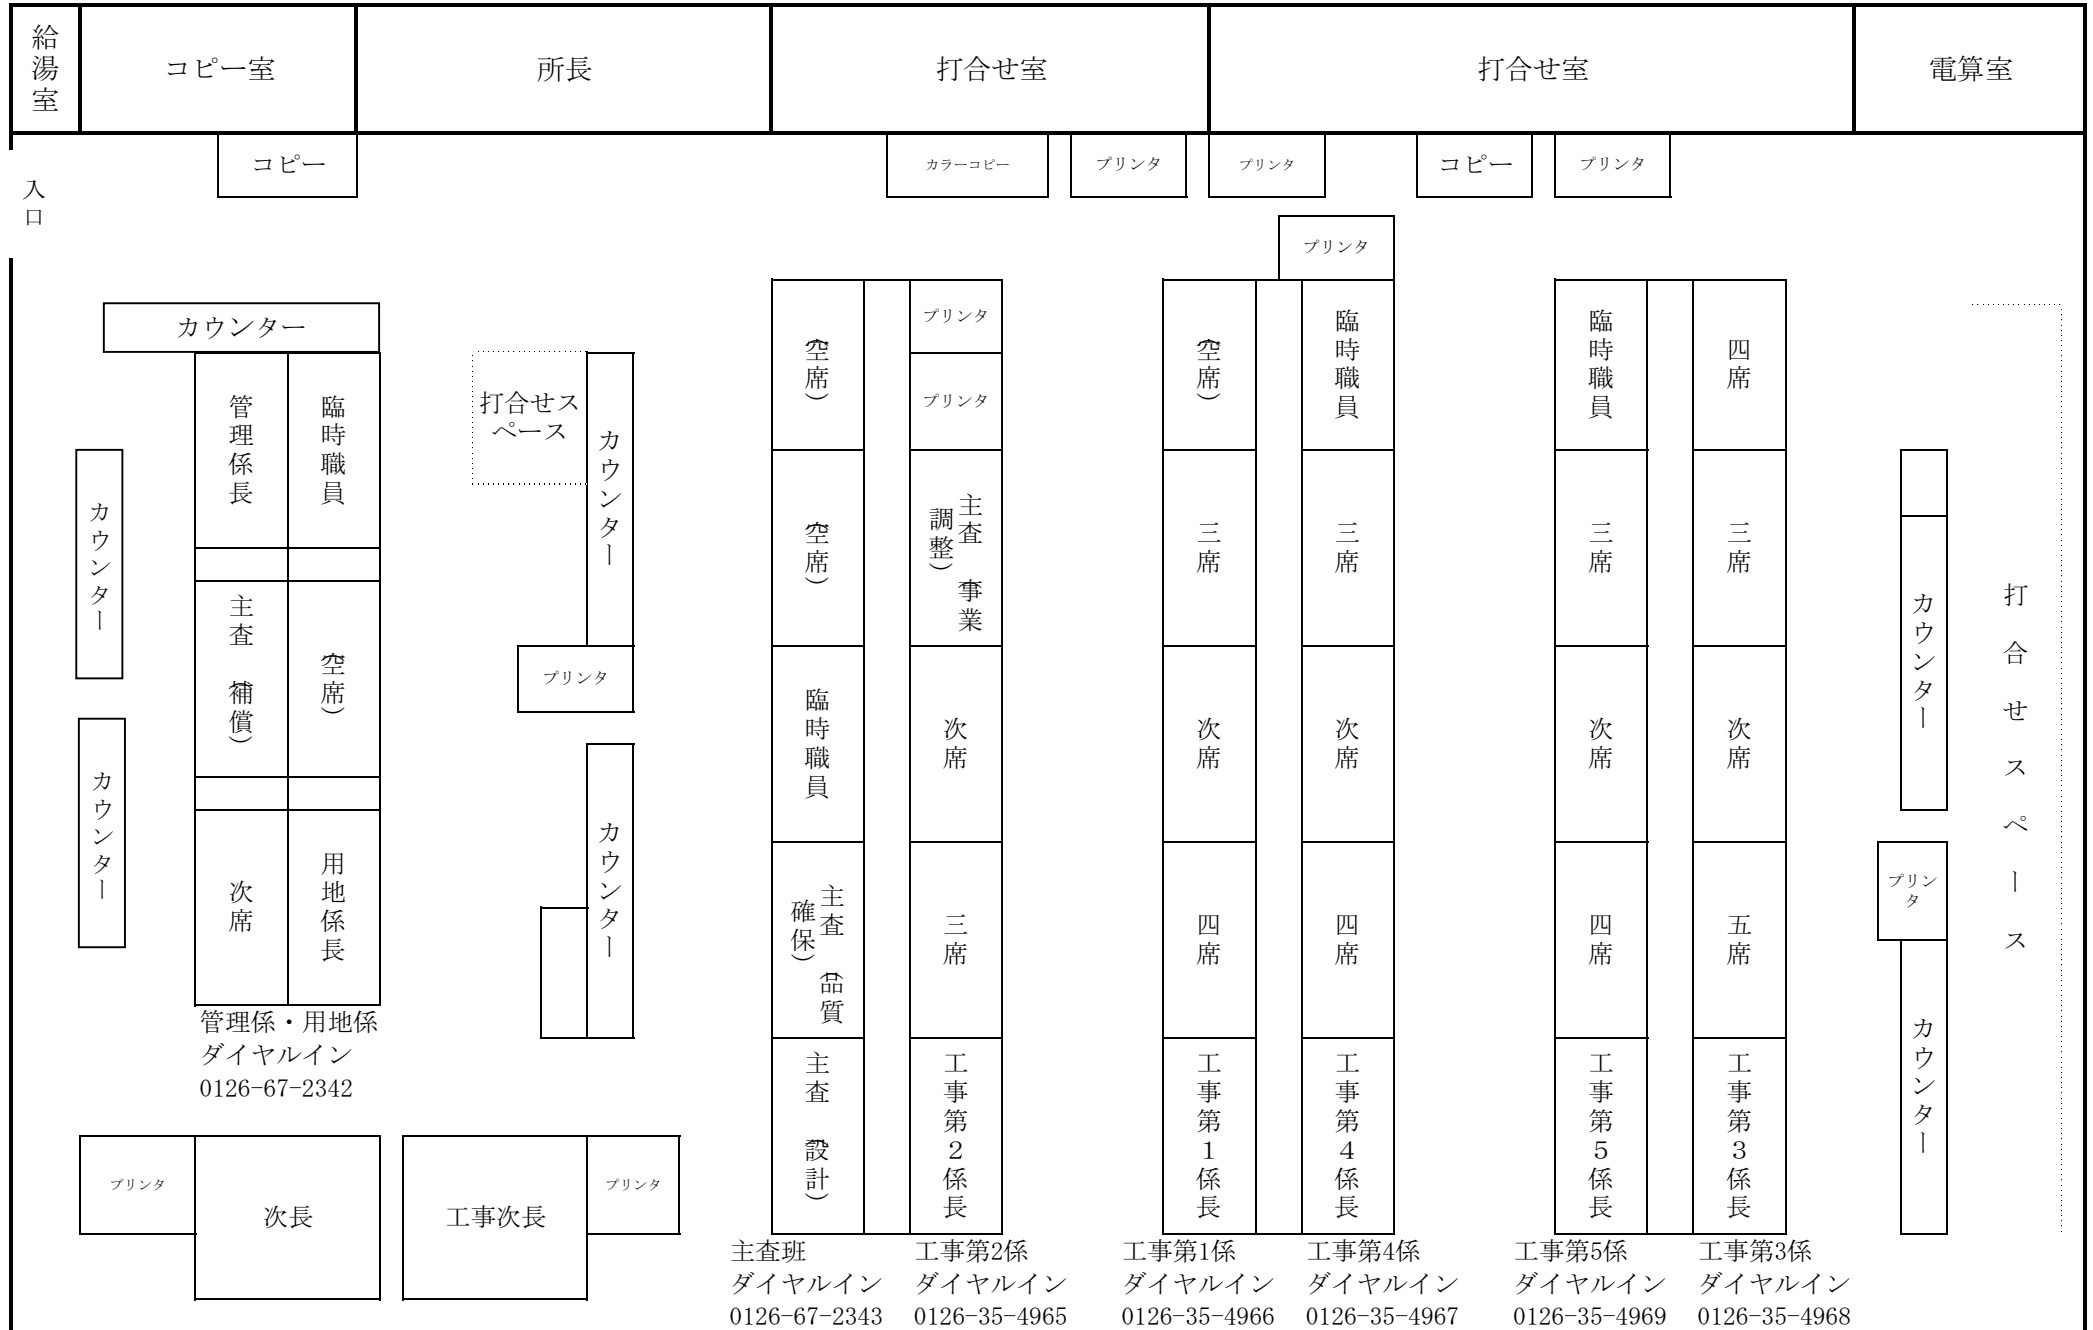 給湯室
コピー室
所長
打合せ室
打合せ室
電算室
コピー
カラーコピー
プリンタ
プリンタ
コピー
プリンタ
入口
プリンタ
カウンター
管理係長
臨時職員
主査（補償）
（空席）
次席
用地係長
管理係・用地係
ダイヤルイン
0126-67-2342
カウンター
カウンター
打合せス
ペース
カウンター
プリンタ
カウンター
プリンタ
次長
工事次長
プリンタ
（空席）
（空席）
臨時職員
主査（品質
確保）
主査（設計）
主査班
ダイヤルイン
0126-67-2343
プリンタ
プリンタ
主査（事業
調整）
次席
三席
工事第２係長
工事第2係
ダイヤルイン
0126-35-4965
（空席）
三席
次席
四席
工事第１係長
工事第1係
ダイヤルイン
0126-35-4966
臨時職員
三席
次席
四席
工事第４係長
工事第4係
ダイヤルイン
0126-35-4967
臨時職員
三席
次席
四席
工事第５係長
工事第5係
ダイヤルイン
0126-35-4969
四席
三席
次席
五席
工事第３係長
工事第3係
ダイヤルイン
0126-35-4968
カウンター
プリン
タ
カウンター
打合せスペース